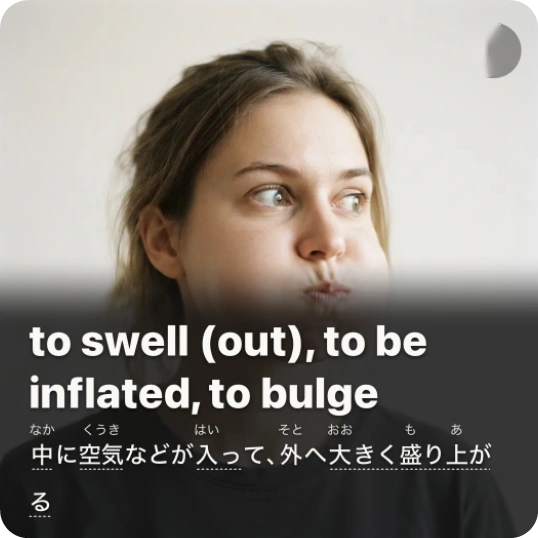 to swell (out), to be
inflated, to bulge
なか くうき はい そと おお も あ
中に空気などが入って、外へ大きく盛り上が
る